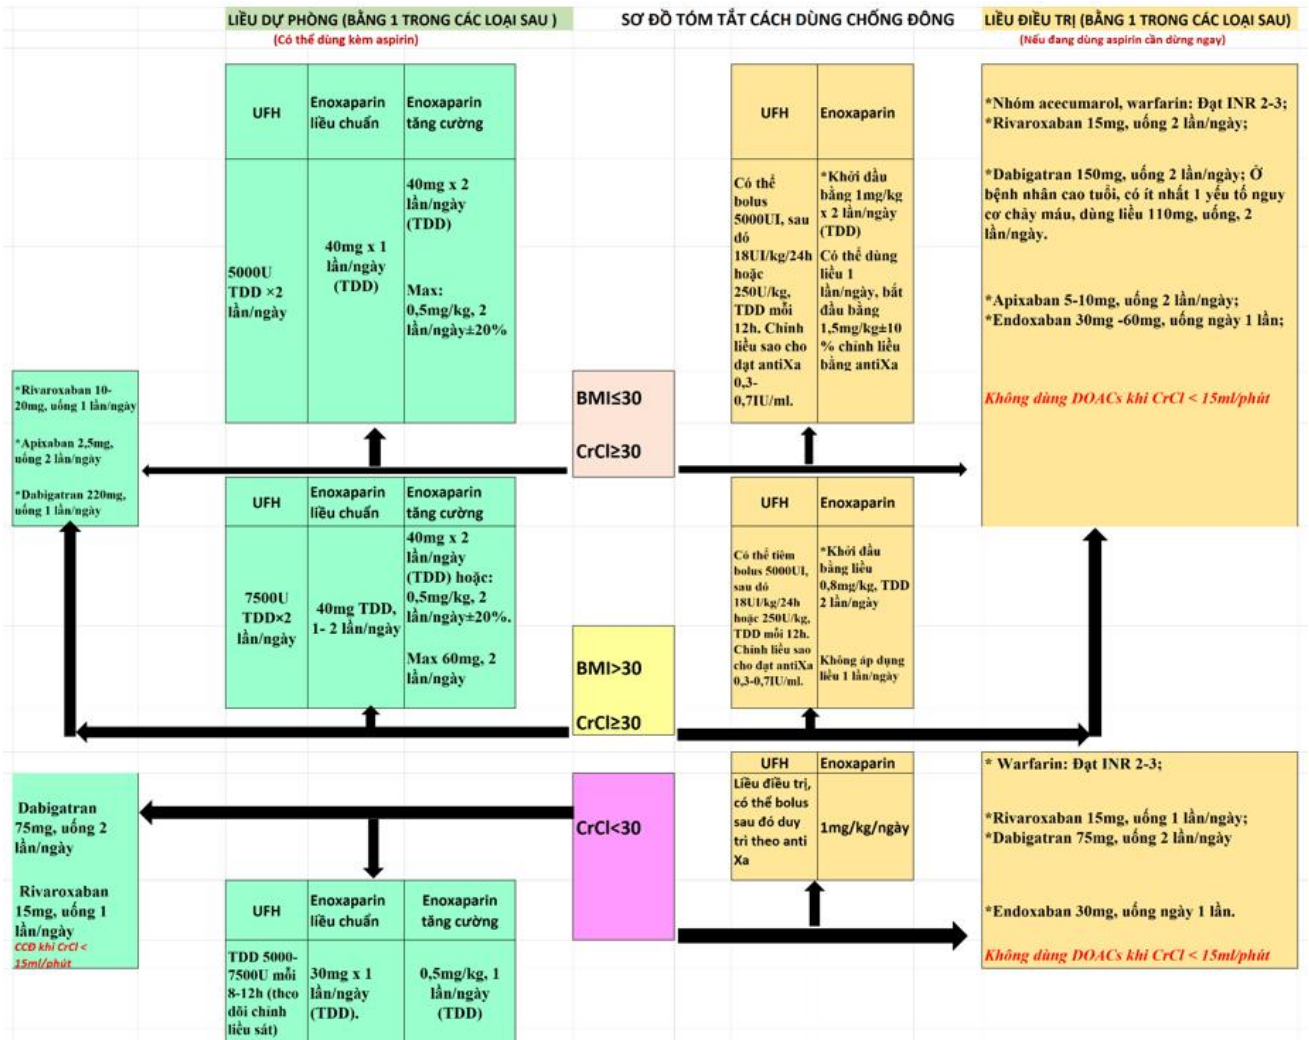 LIỀU DỰ PHÒNG (BẰNG 1 TRONG CÁC LOẠI SAU )
(Có thể dùng kèm aspirin)
SƠ ĐỒ TÓM TẮT CÁCH DÙNG CHỐNG ĐÔNG
LIỀU ĐIỀU TRỊ (BẰNG 1 TRONG CÁC LOẠI SAU)
(Nếu đang dùng aspirin cần dừng ngay)
UFH
Enoxaparin
liều chuẩn
Enoxaparin
tăng cường
5000U
TDD ×2
lần/ngày
40mg x 1
lần/ngày
(TDD)
40mg x 2
lần/ngày
(TDD)
Max:
0,5mg/kg, 2
lần/ngày±20%
UFH
Enoxaparin
Có thể
bolus
5000UI, sau
đó
18UI/kg/24h
hoặc
250U/kg,
TDD mỗi
12h. Chỉnh
liều sao cho
đạt antiXa
0,3-
0,7IU/ml.
*Khởi đầu
bằng 1mg/kg
x 2 lần/ngày
(TDD)
Có thể dùng
liều 1
lần/ngày, bắt
đầu bằng
1,5mg/kg±10
% chỉnh liều
bằng antiXa
*Nhóm acecumarol, warfarin: Đạt INR 2-3;
*Rivaroxaban 15mg, uống 2 lần/ngày;
*Dabigatran 150mg, uống 2 lần/ngày; Ở
bệnh nhân cao tuổi, có ít nhất 1 yếu tố nguy
cơ chảy máu, dùng liều 110mg, uống, 2
lần/ngày.
*Apixaban 5-10mg, uống 2 lần/ngày;
*Endoxaban 30mg -60mg, uống ngày 1 lần;
Không dùng DOACs khi CrCl < 15ml/phút
*Rivaroxaban 10-
20mg, uống 1 lần/ngày
*Apixaban 2,5mg,
uống 2 lần/ngày
*Dabigatran 220mg,
uống 1 lần/ngày
BMI≤30
CrCl≥30
UFH
Enoxaparin
liều chuẩn
Enoxaparin
tăng cường
7500U
TDD×2
lần/ngày
40mg TDD,
1- 2 lần/ngày
40mg x 2
lần/ngày
(TDD) hoặc:
0,5mg/kg, 2
lần/ngày±20%.
Max 60mg, 2
lần/ngày
BMI>30
CrCl≥30
UFH
Enoxaparin
Có thể tiêm
bolus 5000UI,
sau đó
18UI/kg/24h
hoặc 250U/kg,
TDD mỗi 12h.
Chỉnh liều sao
cho đạt antiXa
0,3-0,7IU/ml.
*Khởi đầu
bằng liều
0,8mg/kg, TDD
2 lần/ngày
Không áp dụng
liều 1 lần/ngày
Dabigatran
75mg, uống 2
lần/ngày
Rivaroxaban
15mg, uống 1
lần/ngày
CCĐ khi CrCl <
15ml/phút
CrCl<30
UFH
Enoxaparin
Liều điều trị,
có thể bolus
sau đó duy
trì theo anti
Xa
1mg/kg/ngày
* Warfarin: Đạt INR 2-3;
*Rivaroxaban 15mg, uống 1 lần/ngày;
*Dabigatran 75mg, uống 2 lần/ngày
*Endoxaban 30mg, uống ngày 1 lần.
Không dùng DOACs khi CrCl < 15ml/phút
UFH
Enoxaparin
liều chuẩn
Enoxaparin
tăng cường
TDD 5000-
7500U mỗi
8-12h (theo
dõi chỉnh
liều sát)
30mg x 1
lần/ngày
(TDD).
0,5mg/kg, 1
lần/ngày
(TDD)